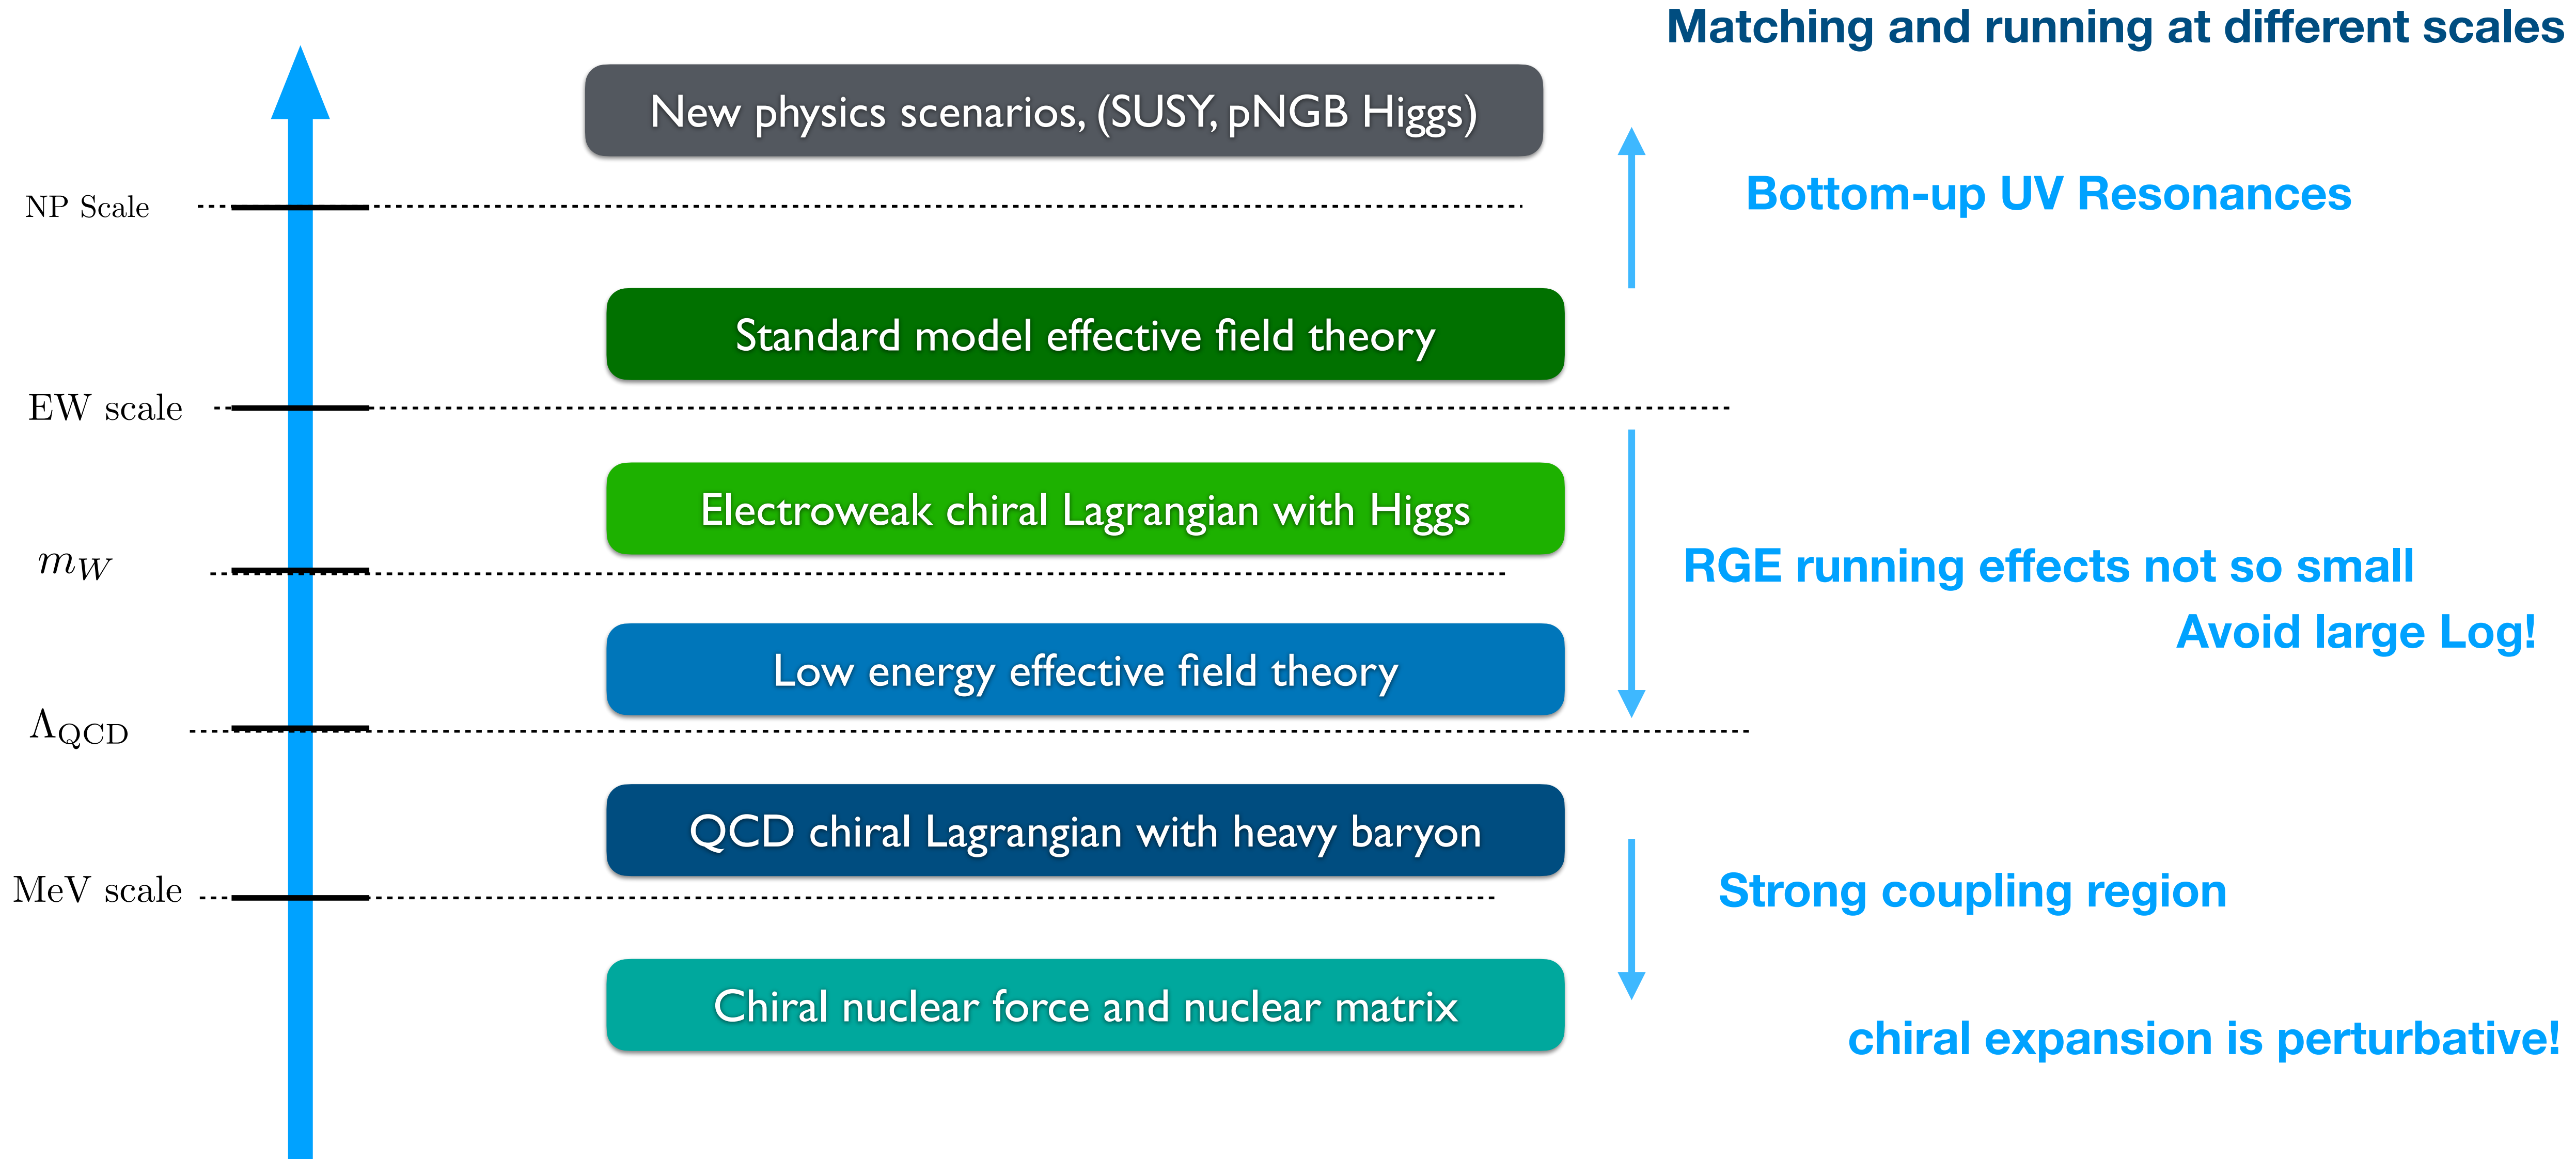 Matching and running at different scales
New physics scenarios, (SUSY, pNGB Higgs)
NP Scale
Bottom-up UV Resonances
Standard model effective field theory
EW scale
Electroweak chiral Lagrangian with Higgs
m_W
RGE running effects not so small
Avoid large Log!
Low energy effective field theory
Λ_QCD
QCD chiral Lagrangian with heavy baryon
MeV scale
Strong coupling region
Chiral nuclear force and nuclear matrix
chiral expansion is perturbative!